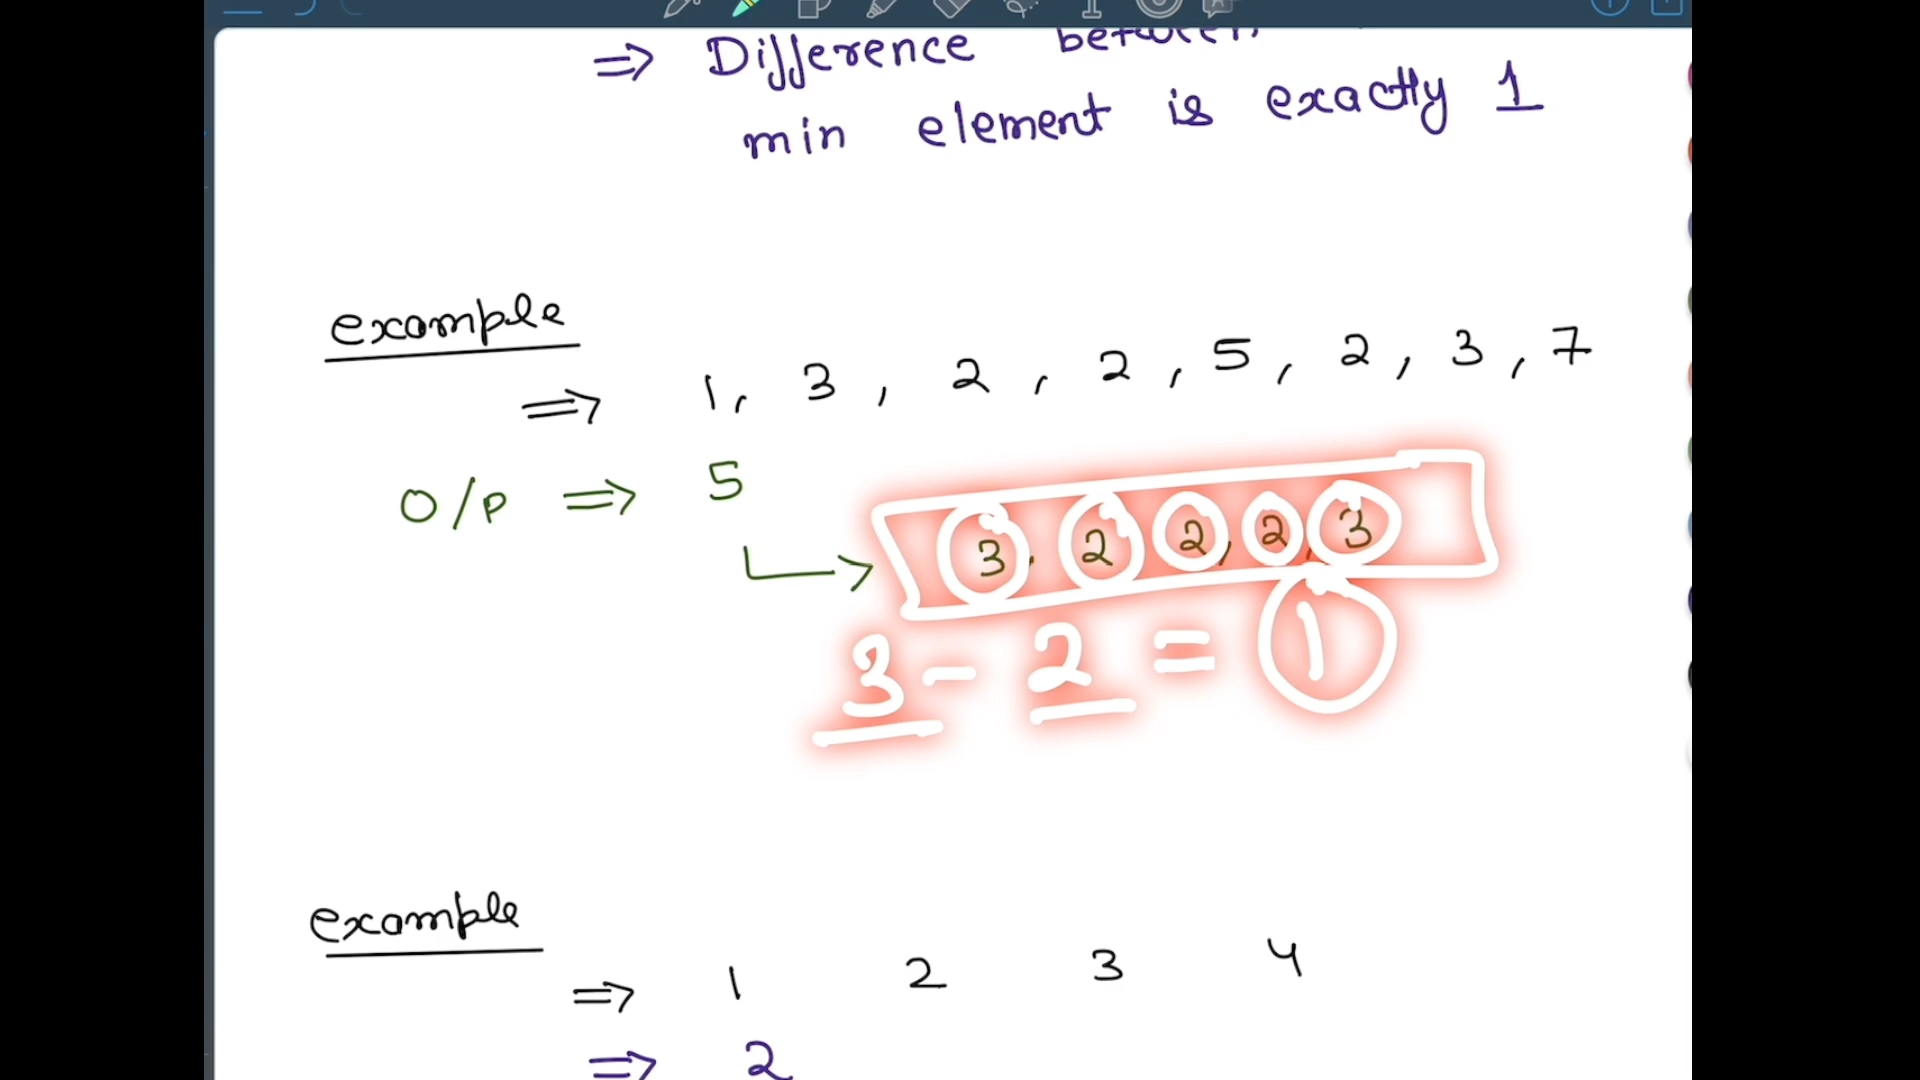 ⇒ Difference between
min element is exactly 1
example
⇒ 1, 3, 2, 2, 5, 2, 3, 7
O/P ⇒ 5
3, 2 2, 2, 3
3 - 2 = 1
example
⇒ 1 2 3 4
⇒ 2